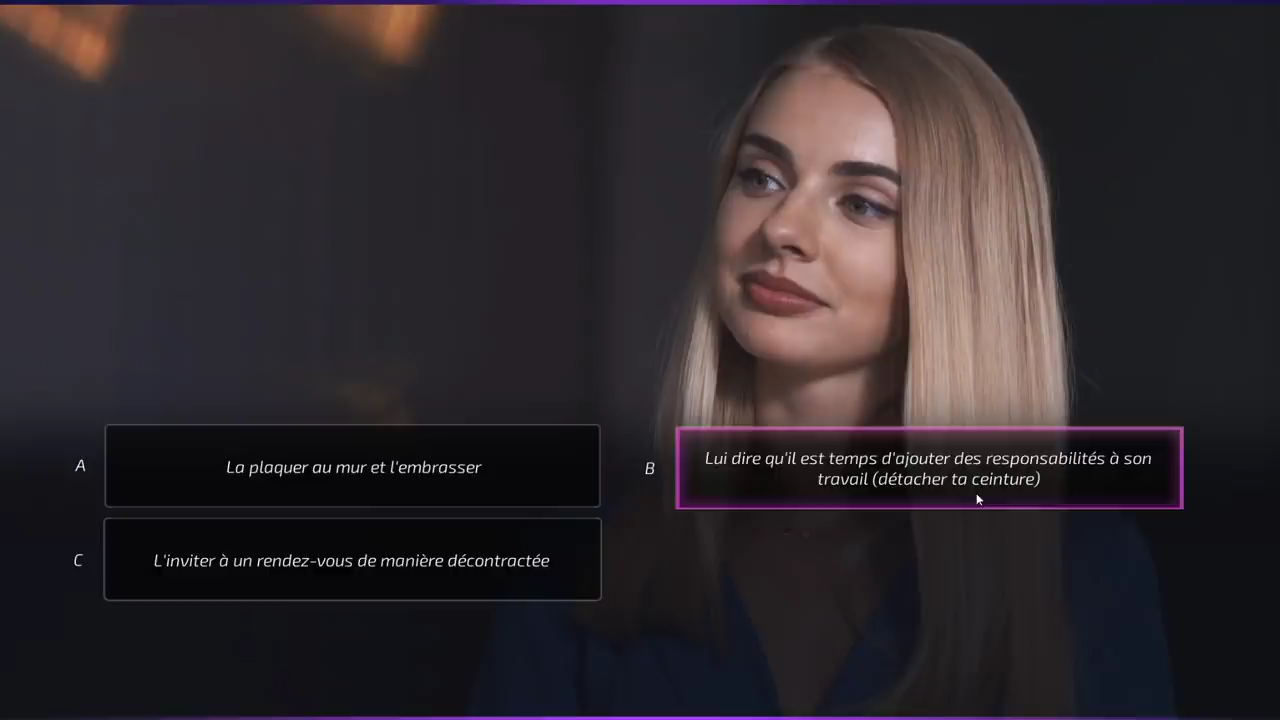 A
La plaquer au mur et l'embrasser
B
Lui dire qu'il est temps d'ajouter des responsabilités à son
travail (détacher ta ceinture)
C
L'inviter à un rendez-vous de manière décontractée